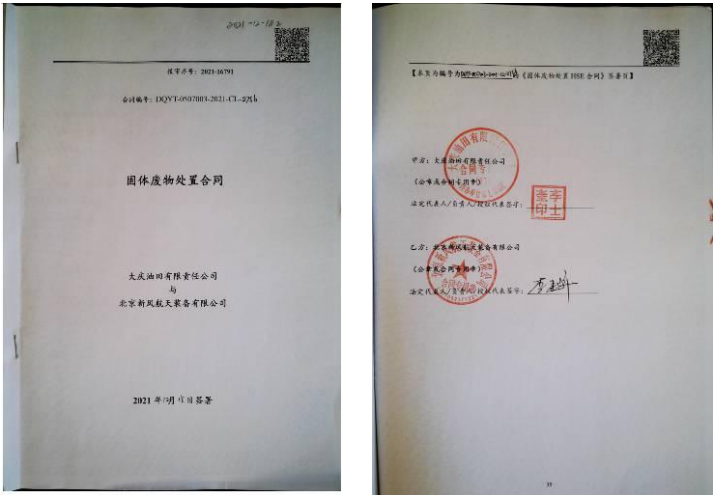 报审序号：2021-16791
合同编号：DQYT-0507003-2021-CL-
固体废物处置合同
大庆油田有限责任公司
与
北京新风航天装备有限公司
2021 年12月 日签署
【本页为编号为 的《固体废物处置 HSE 合同》签署页】
甲方：大庆油田有限责任公司
（公章或合同专用章）
法定代表人/负责人/授权代表签字：
乙方：北京新风航天装备有限公司
（公章或合同专用章）
法定代表人/负责人/授权代表签字：